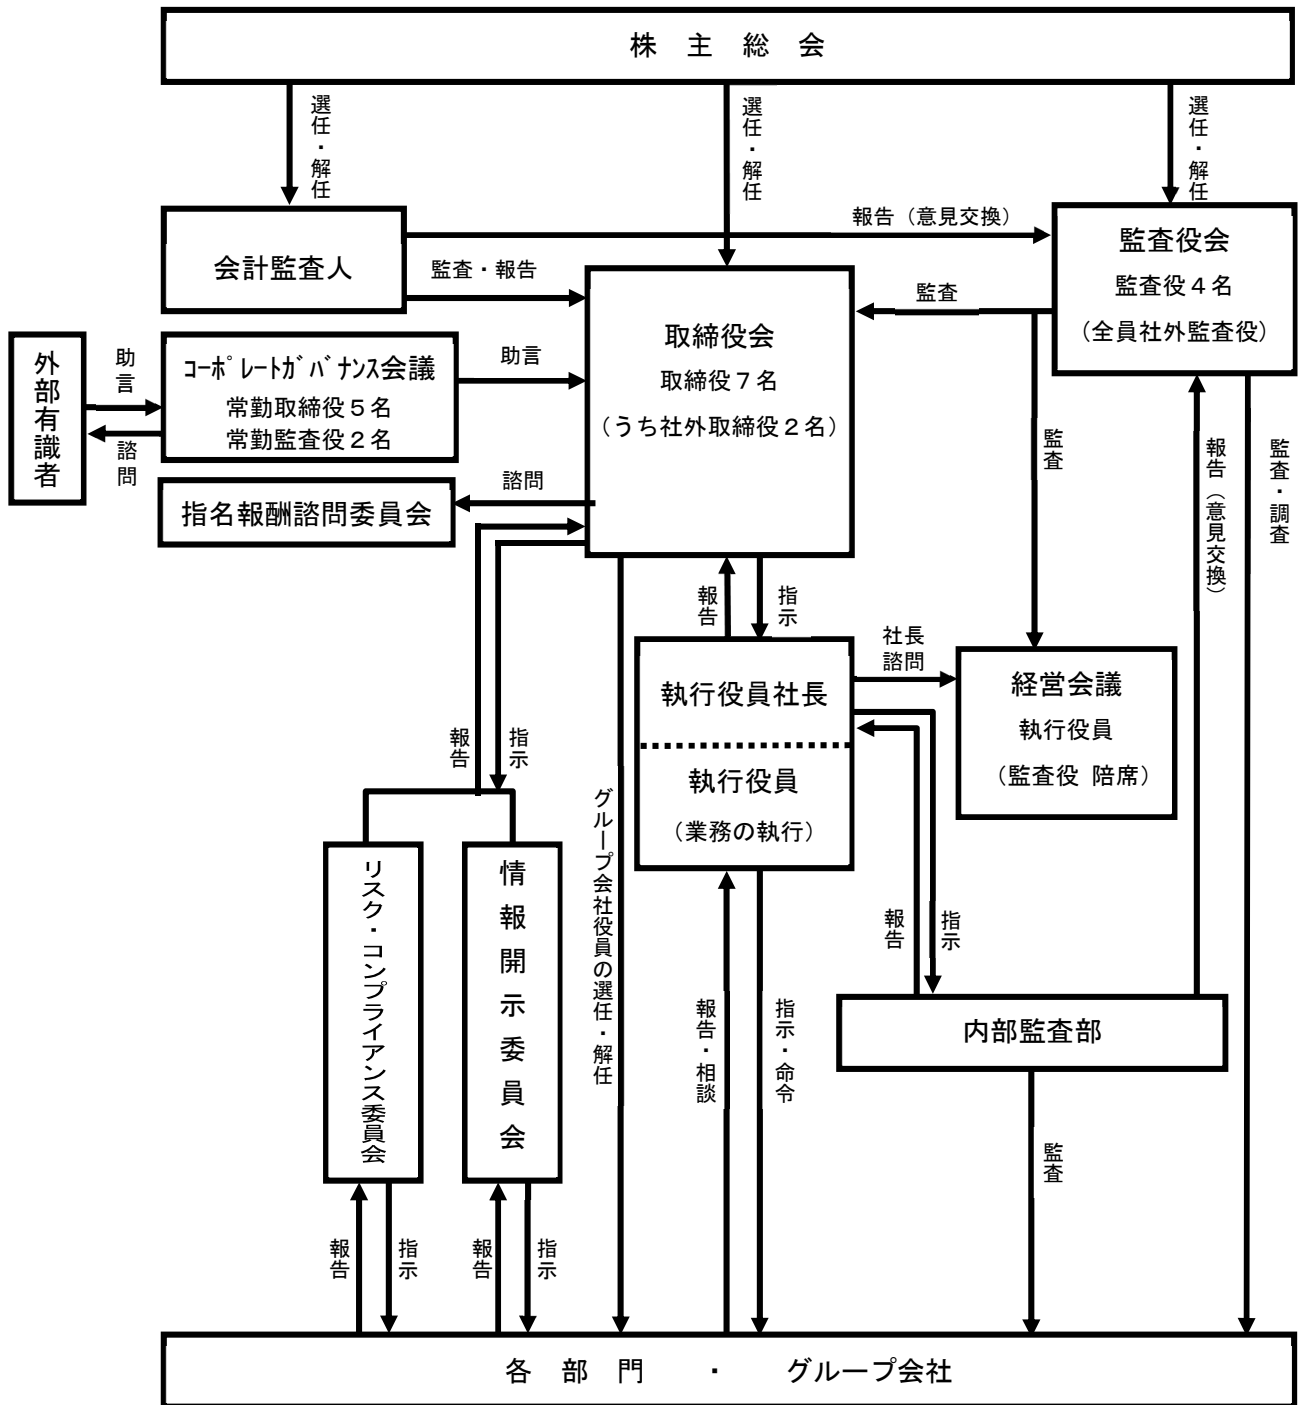 株 主 総 会
選任・解任
選任・解任
選任・解任
会計監査人
報告（意見交換）
監査・報告
監査役会
監査役４名
（全員社外監査役）
監査
取締役会
取締役７名
（うち社外取締役２名）
外部有識者
助言
諮問
ｺｰﾎﾟﾚｰﾄｶﾞﾊﾞﾅﾝｽ会議
常勤取締役５名
常勤監査役２名
助言
指名報酬諮問委員会
諮問
監査
報告（意見交換）
監査・調査
報告
指示
執行役員社長
執行役員
（業務の執行）
社長
諮問
経営会議
執行役員
（監査役 陪席）
報告
指示
リスク・コンプライアンス委員会
情報開示委員会
グループ会社役員の選任・解任
報告
指示
内部監査部
報告・相談
指示・命令
監査
報告
指示
報告
指示
各 部 門 ・ グループ会社